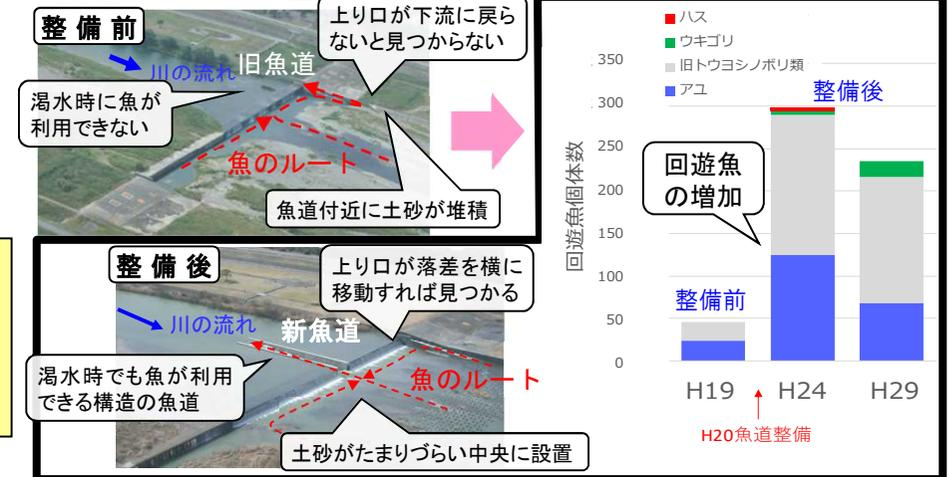 整備前
川の流れ
旧魚道
上り口が下流に戻ら
ないと見つからない
渇水時に魚が
利用できない
魚のルート
魚道付近に土砂が堆積
整備後
川の流れ
新魚道
上り口が落差を横に
移動すれば見つかる
渇水時でも魚が利用
できる構造の魚道
魚のルート
土砂がたまりづらい中央に設置
ハス
ウキゴリ
旧トウヨシノボリ類
アユ
整備後
回遊魚
の増加
整備前
回遊魚個体数
350
300
250
200
150
100
50
0
H19
H24
H29
H20魚道整備